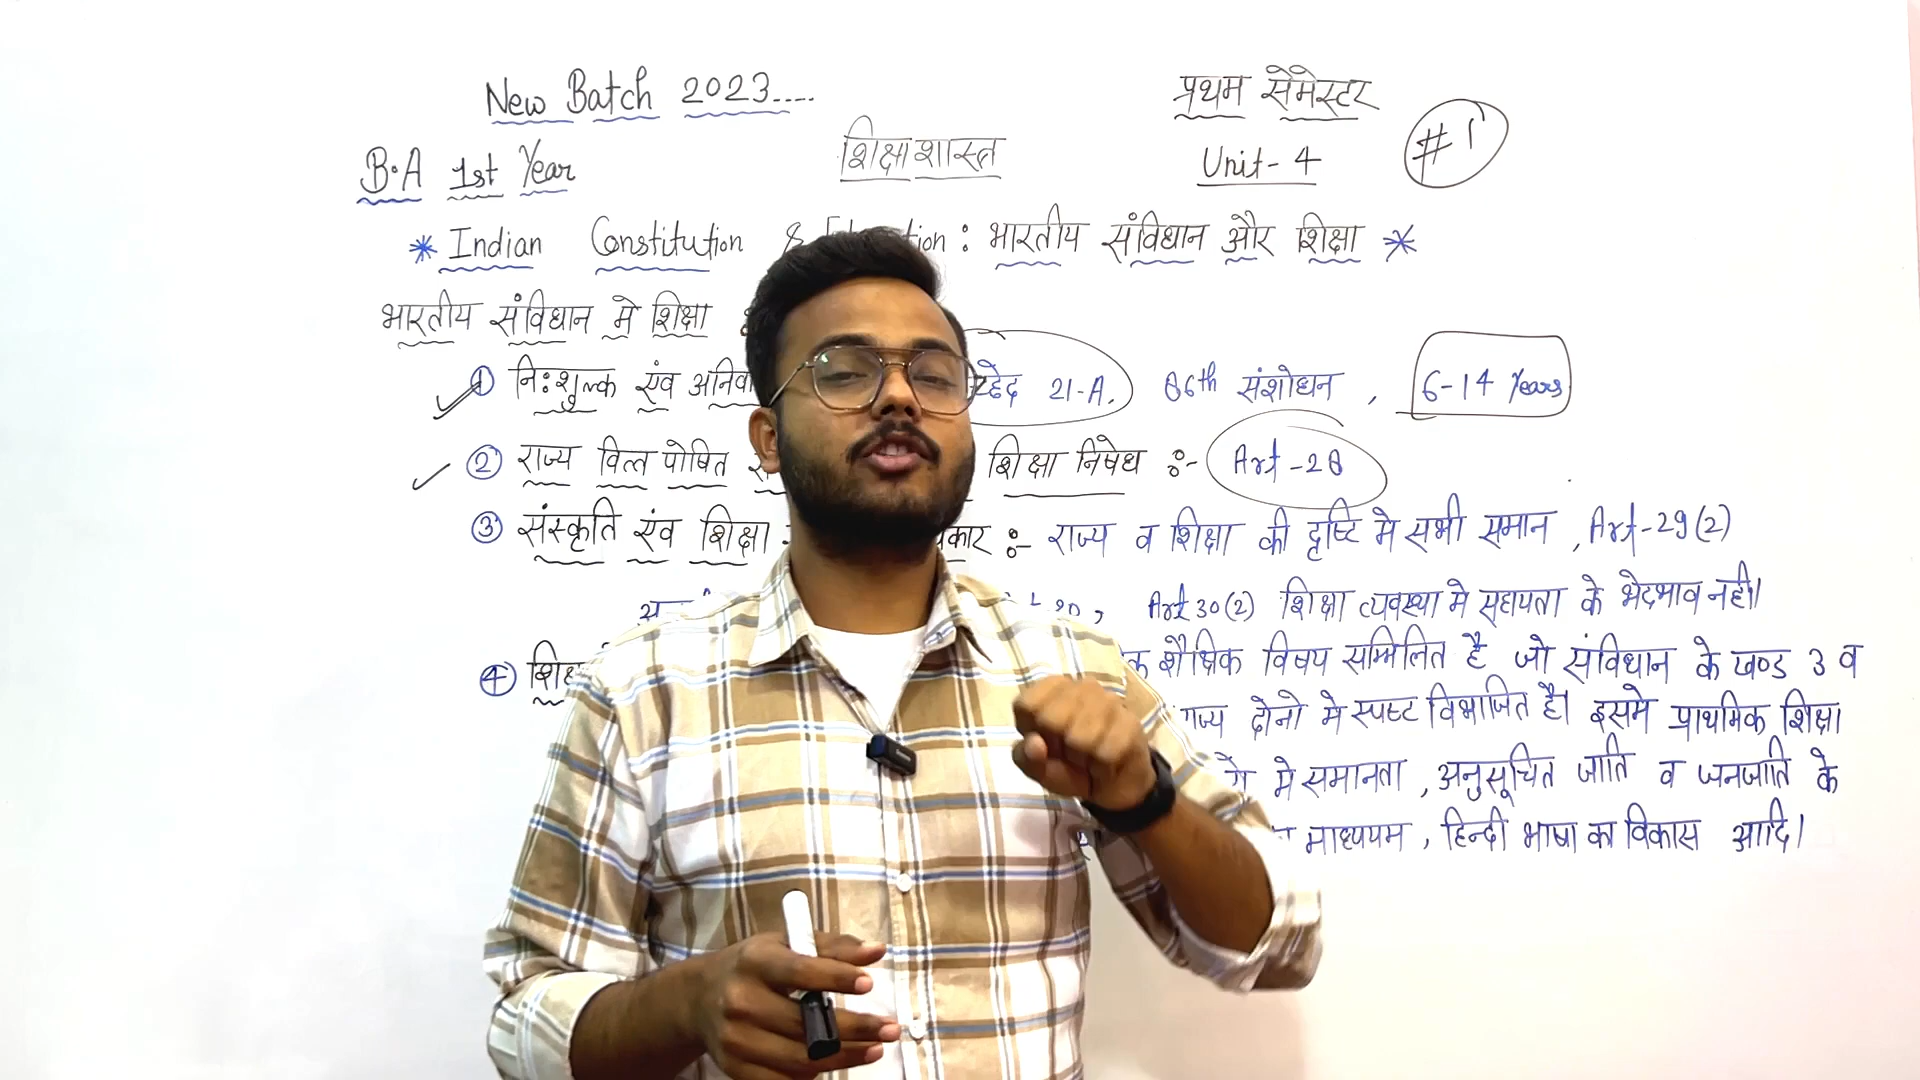 New Batch 2023....
प्रथम सेमेस्टर
B.A 1st Year
शिक्षाशास्त्र
Unit-4
#1
* Indian Constitution & : भारतीय संविधान और शिक्षा *
भारतीय संविधान मे शिक्षा
① निःशुल्क एंव 21-A. 86th संशोधन , 6-14 Years
② राज्य वित्त पोषित शिक्षा निषेध :- Art-28
③ संस्कृति एंव शिक्षा :- राज्य व शिक्षा की दृष्टि मे सभी समान , Art-29(2)
, Art 30(2) शिक्षा व्यवस्था मे सहायता के भेदभाव नही।
④ शैक्षिक विषय सम्मिलित है जो संविधान के खण्ड 3 व
दोनो मे स्पष्ट विभाजित है। इसमे प्राथमिक शिक्षा
मे समानता , अनुसूचित जाति व जनजाति के
माध्ययम , हिन्दी भाषा का विकास आदि।